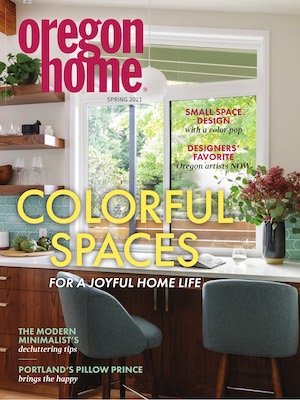 oregon
home®
SPRING 2021
SMALL SPACE
DESIGN
with a color pop
DESIGNERS'
FAVORITE
Oregon artists NOW
COLORFUL
SPACES
FOR A JOYFUL HOME LIFE
THE MODERN
MINIMALIST'S
decluttering tips
PORTLAND'S PILLOW PRINCE
brings the happy